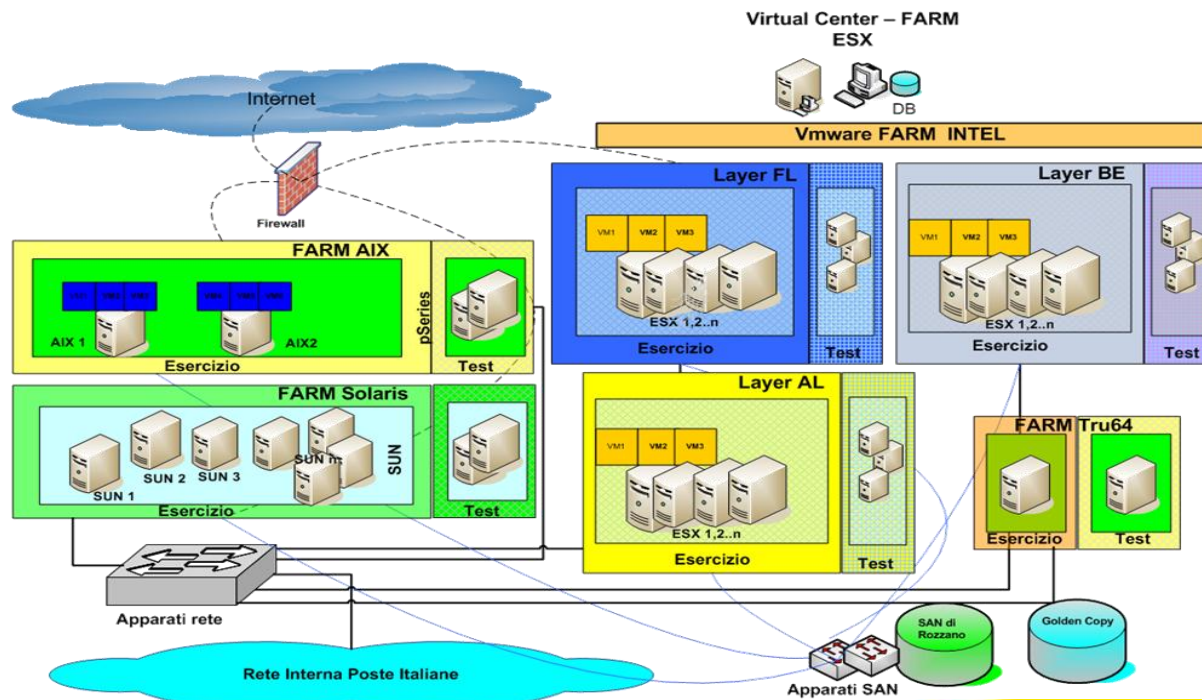 Virtual Center – FARM
ESX
DB
Internet
Vmware FARM INTEL
Firewall
Layer FL
VM1 VM2 VM3
ESX 1,2..n
Esercizio
Test
Layer BE
VM1 VM2 VM3
ESX 1,2..n
Esercizio
Test
FARM AIX
AIX 1
AIX2
Esercizio
pSeries
Test
FARM Solaris
SUN 1
SUN 2
SUN 3
SUN
SUN
Esercizio
Test
Layer AL
VM1 VM2 VM3
ESX 1,2..n
Esercizio
Test
FARM Tru64
Esercizio
Test
Apparati rete
Rete Interna Poste Italiane
Apparati SAN
SAN di
Rozzano
Golden Copy